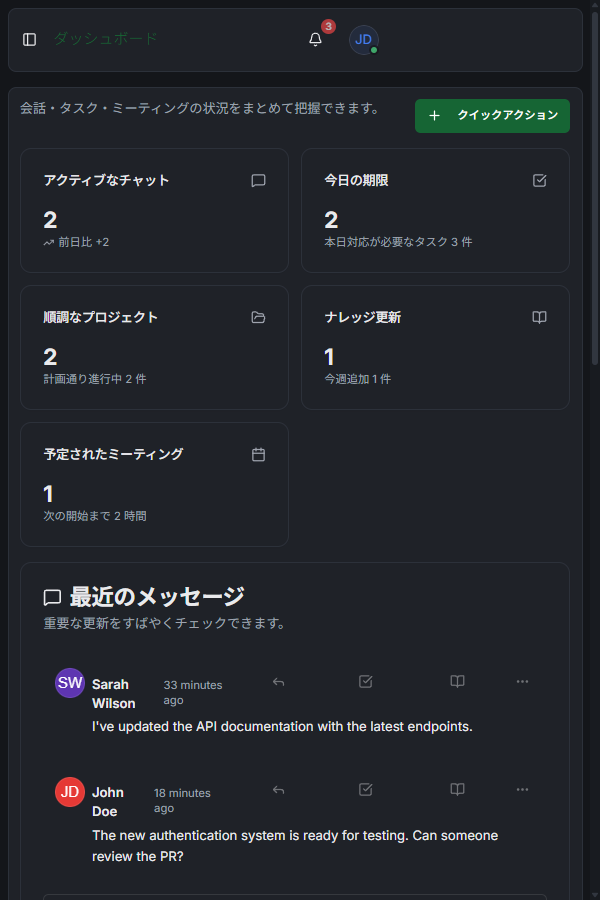 ダッシュボード
3
JD
会話・タスク・ミーティングの状況をまとめて把握できます。
クイックアクション
アクティブなチャット
2
前日比 +2
今日の期限
2
本日対応が必要なタスク 3 件
順調なプロジェクト
2
計画通り進行中 2 件
ナレッジ更新
1
今週追加 1 件
予定されたミーティング
1
次の開始まで 2 時間
最近のメッセージ
重要な更新をすばやくチェックできます。
SW
Sarah
Wilson
33 minutes
ago
I've updated the API documentation with the latest endpoints.
JD
John
Doe
18 minutes
ago
The new authentication system is ready for testing. Can someone
review the PR?